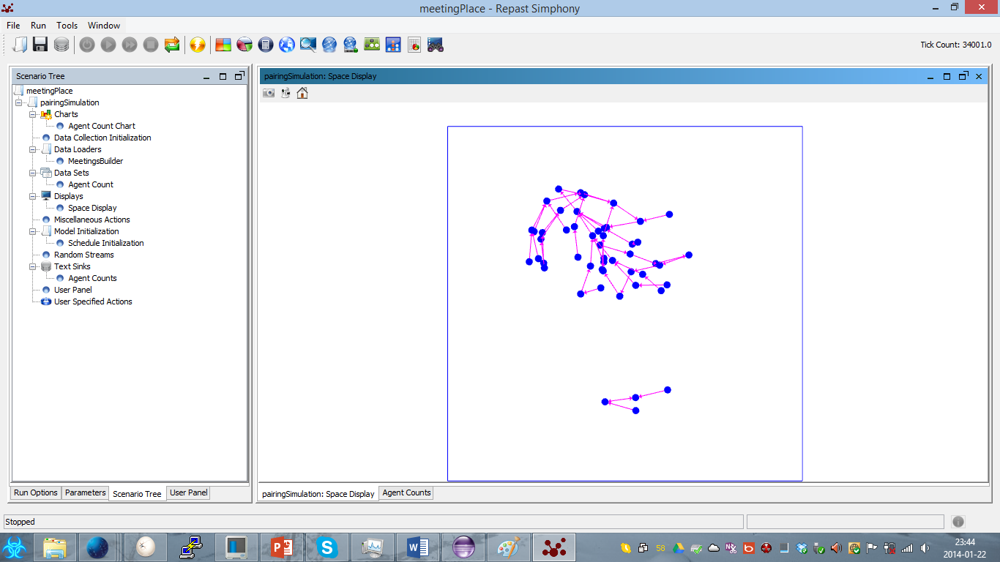 meetingPlace - Repast Simphony
File Run Tools Window
Tick Count: 34001.0
Scenario Tree
meetingPlace
pairingSimulation
Charts
Agent Count Chart
Data Collection Initialization
Data Loaders
MeetingsBuilder
Data Sets
Agent Count
Displays
Space Display
Miscellaneous Actions
Model Initialization
Schedule Initialization
Random Streams
Text Sinks
Agent Counts
User Panel
User Specified Actions
Run Options Parameters Scenario Tree User Panel
pairingSimulation: Space Display
pairingSimulation: Space Display Agent Counts
Stopped
58
23:44
2014-01-22